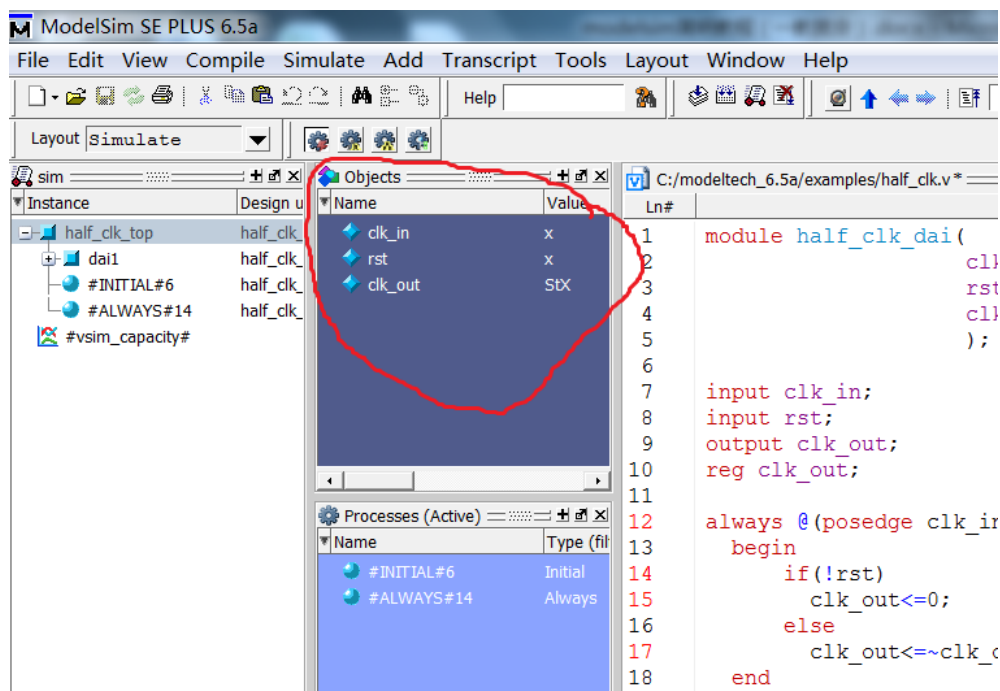 ModelSim SE PLUS 6.5a
File Edit View Compile Simulate Add Transcript Tools Layout Window Help
Help
Layout Simulate
sim
Instance Design u
half_clk_top half_clk_
dai1 half_clk_
#INITIAL#6 half_clk_
#ALWAYS#14 half_clk_
#vsim_capacity#
Objects
Name Value
clk_in x
rst x
clk_out StX
Processes (Active)
Name Type (filt
#INITIAL#6 Initial
#ALWAYS#14 Always
C:/modeltech_6.5a/examples/half_clk.v *
Ln#
1 module half_clk_dai(
2 clk
3 rst
4 clk
5 );
6
7 input clk_in;
8 input rst;
9 output clk_out;
10 reg clk_out;
11
12 always @(posedge clk_in
13 begin
14 if(!rst)
15 clk_out<=0;
16 else
17 clk_out<=~clk_o
18 end